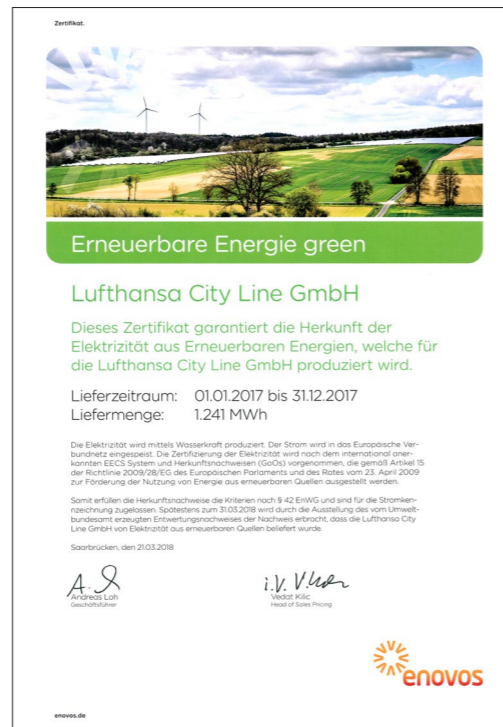 Zertifikat.
Erneuerbare Energie green
Lufthansa City Line GmbH
Dieses Zertifikat garantiert die Herkunft der
Elektrizität aus Erneuerbaren Energien, welche für
die Lufthansa City Line GmbH produziert wird.
Lieferzeitraum: 01.01.2017 bis 31.12.2017
Liefermenge: 1.241 MWh
Die Elektrizität wird mittels Wasserkraft produziert. Der Strom wird in das Europäische Ver-
bundnetz eingespeist. Die Zertifizierung der Elektrizität wird nach dem international aner-
kannten EECS System und Herkunftsnachweisen (GoOs) vorgenommen, die gemäß Artikel 15
der Richtlinie 2009/28/EG des Europäischen Parlaments und des Rates vom 23. April 2009
zur Förderung der Nutzung von Energie aus erneuerbaren Quellen ausgestellt werden.
Somit erfüllen die Herkunftsnachweise die Kriterien nach § 42 EnWG und sind für die Stromken-
nzeichnung zugelassen. Spätestens zum 31.03.2018 wird durch die Ausstellung des vom Umwelt-
bundesamt erzeugten Entwertungsnachweises der Nachweis erbracht, dass die Lufthansa City
Line GmbH von Elektrizität aus erneuerbaren Quellen beliefert wurde.
Saarbrücken, den 21.03.2018
Andreas Loh
Geschäftsführer
i.V.
Vedat Kilic
Head of Sales Pricing
enovos
enovos.de